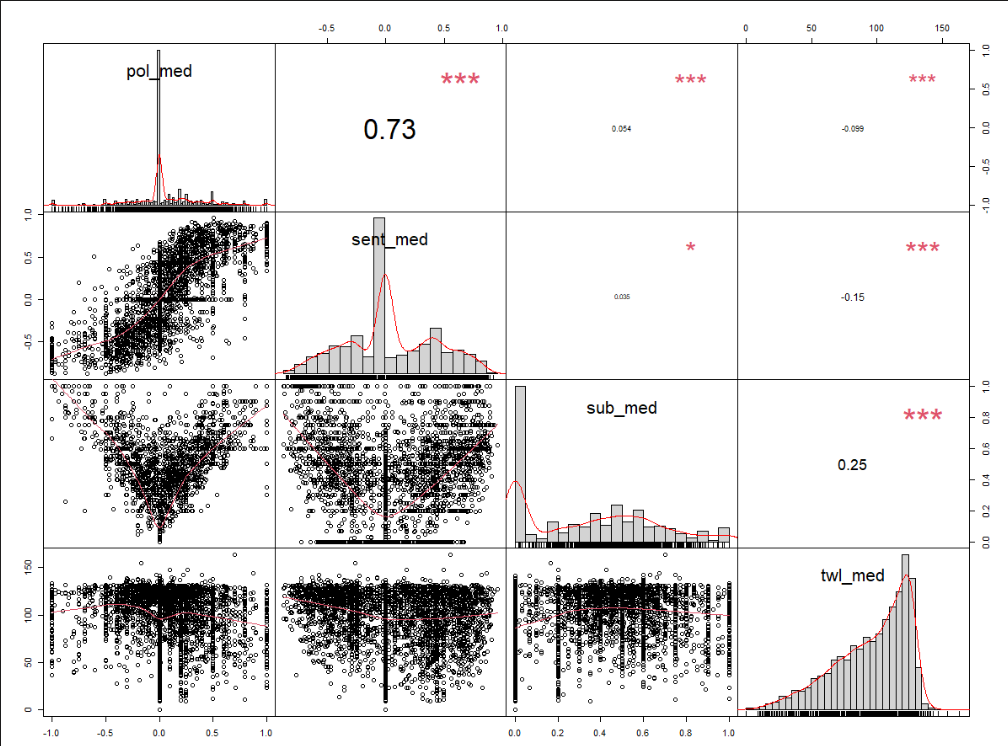 -0.5 0.0 0.5 1.0 0 50 100 150
pol_med *** *** ***
0.73 0.054 -0.099
-1.0 -0.5 0.0 0.5 1.0
-0.5 0.0 0.5 1.0
sent_med * ***
0.035 -0.15
sub_med ***
0.25
0.0 0.2 0.4 0.6 0.8 1.0
0 50 100 150
twl_med
-1.0 -0.5 0.0 0.5 1.0 0.0 0.2 0.4 0.6 0.8 1.0